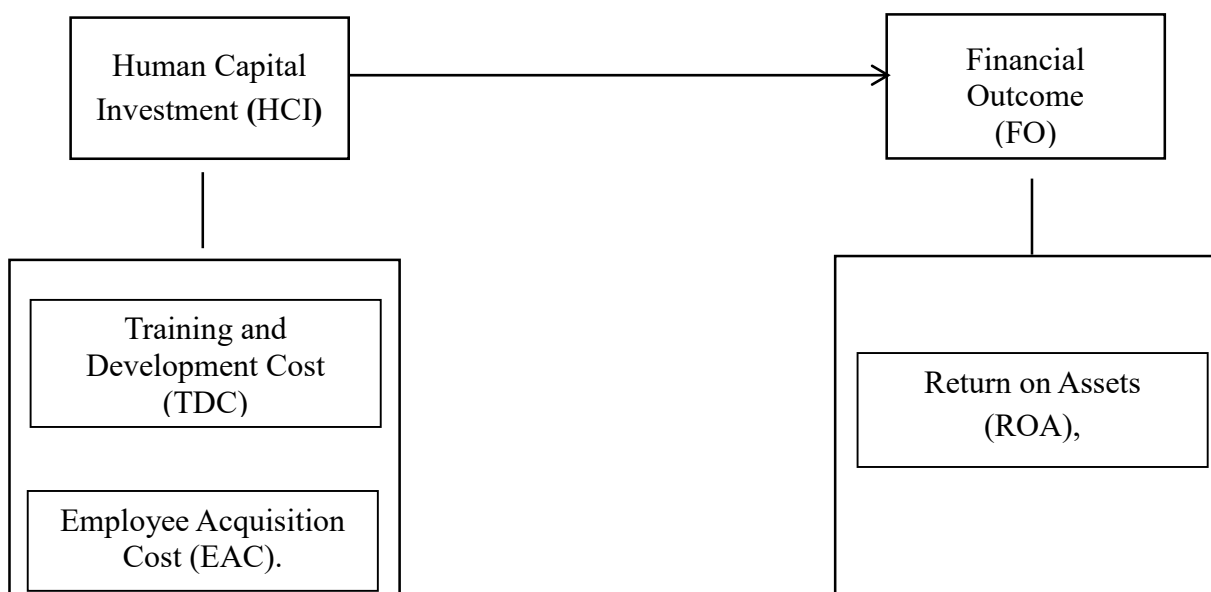 Human Capital
Investment (HCI)
Financial
Outcome
(FO)
Training and
Development Cost
(TDC)
Return on Assets
(ROA),
Employee Acquisition
Cost (EAC).